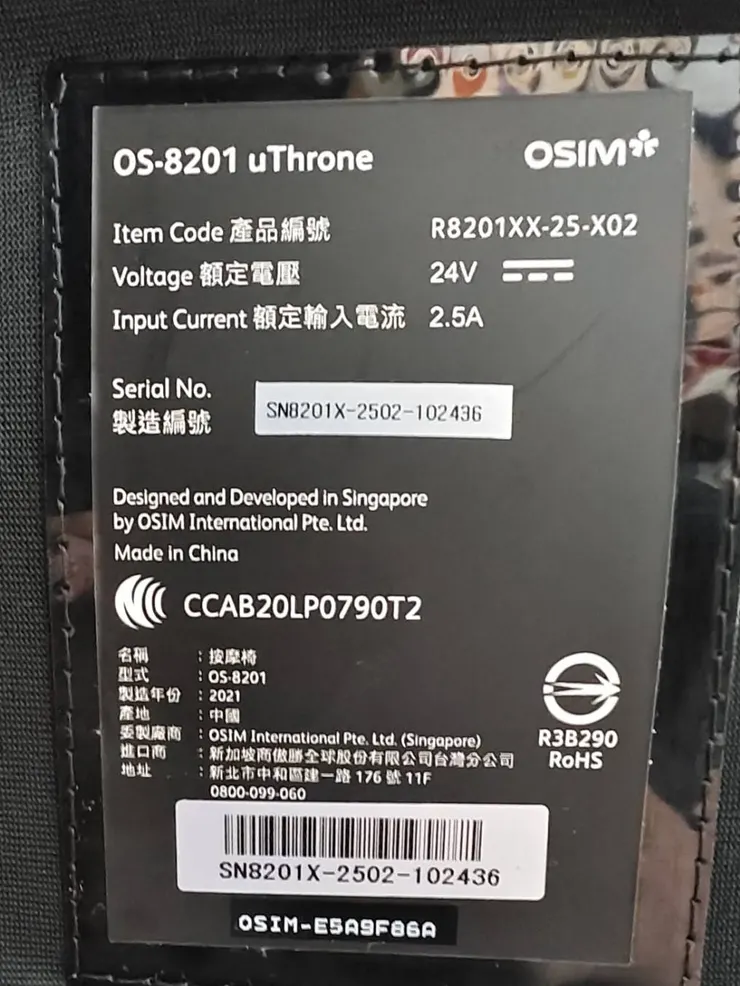 OS-8201 uThrone
OSIM
Item Code 產品編號 R8201XX-25-X02
Voltage 額定電壓 24V
Input Current 額定輸入電流 2.5A
Serial No.
製造編號
SN8201X-2502-102436
Designed and Developed in Singapore
by OSIM International Pte. Ltd.
Made in China
CCAB20LP0790T2
名稱 : 按摩椅
型式 : OS-8201
製造年份 : 2021
產地 : 中國
委製廠商 : OSIM International Pte. Ltd. (Singapore)
進口商 : 新加坡商傲勝全球股份有限公司台灣分公司
地址 : 新北市中和區建一路 176 號 11F
0800-099-060
R3B290
RoHS
SN8201X-2502-102436
OSIM-E5A9F86A